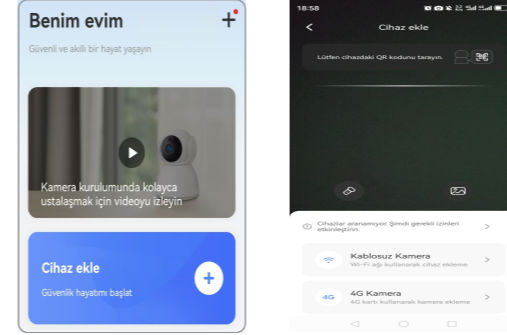 Benim evim
Güvenli ve akıllı bir hayat yaşayın
Kamera kurulumunda kolayca
ustalaşmak için videoyu izleyin
Cihaz ekle
Güvenlik hayatımı başlat
18:58
Cihaz ekle
Lütfen cihazdaki QR kodunu tarayın.
Cihazlar aranamıyor. Şimdi gerekli izinleri
etkinleştirin.
Kablosuz Kamera
Wi-Fi ağı kullanarak cihaz ekleme
4G
4G Kamera
4G kartı kullanarak kamera ekleme